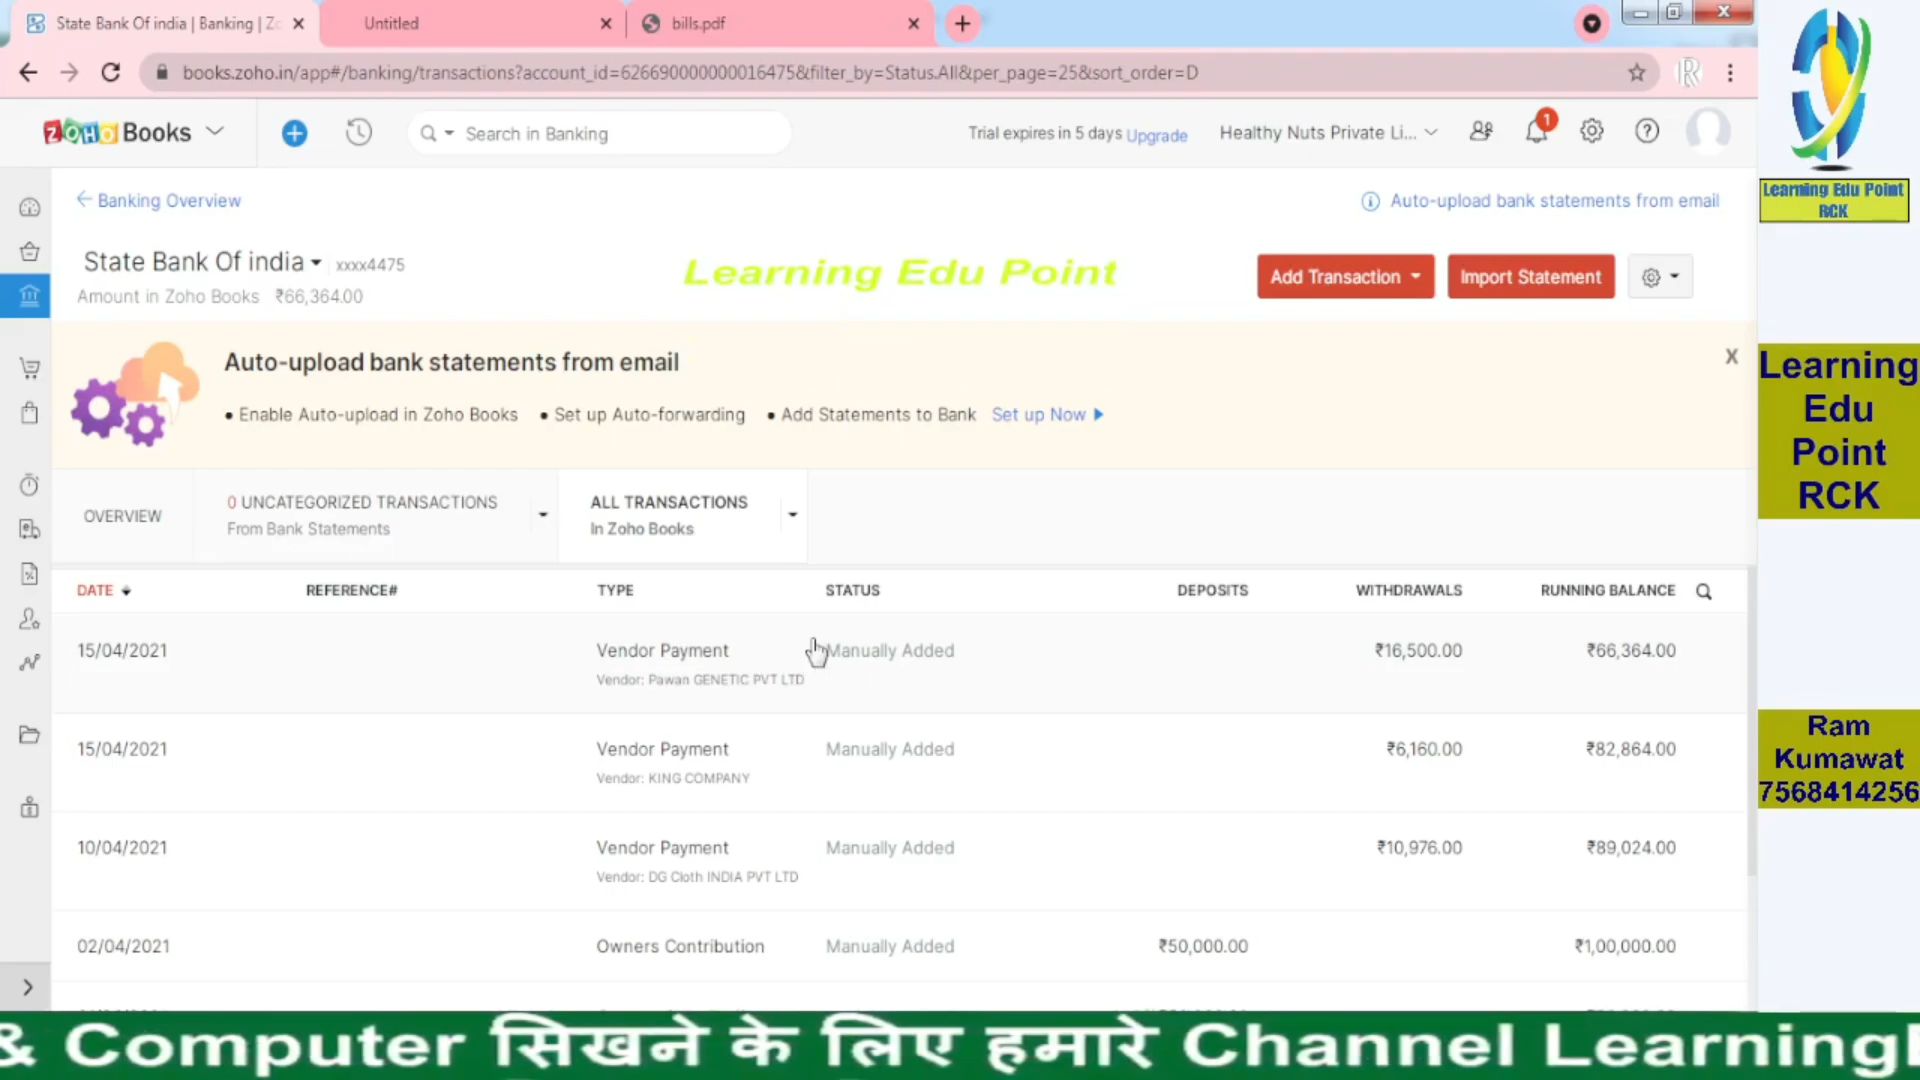 State Bank Of india | Banking | Zo
Untitled
bills.pdf
books.zoho.in/app#/banking/transactions?account_id=626690000000016475&filter_by=Status.All&per_page=25&sort_order=D
ZOHO Books
Search in Banking
Trial expires in 5 days Upgrade
Healthy Nuts Private Li...
1
Learning Edu Point
RCK
Banking Overview
Auto-upload bank statements from email
State Bank Of india
xxxx4475
Amount in Zoho Books ₹66,364.00
Learning Edu Point
Add Transaction
Import Statement
Auto-upload bank statements from email
X
• Enable Auto-upload in Zoho Books • Set up Auto-forwarding • Add Statements to Bank Set up Now
Learning
Edu
Point
RCK
OVERVIEW
0 UNCATEGORIZED TRANSACTIONS
From Bank Statements
ALL TRANSACTIONS
In Zoho Books
DATE REFERENCE# TYPE STATUS DEPOSITS WITHDRAWALS RUNNING BALANCE
15/04/2021 Vendor Payment Manually Added ₹16,500.00 ₹66,364.00
Vendor: Pawan GENETIC PVT LTD
15/04/2021 Vendor Payment Manually Added ₹6,160.00 ₹82,864.00
Vendor: KING COMPANY
10/04/2021 Vendor Payment Manually Added ₹10,976.00 ₹89,024.00
Vendor: DG Cloth INDIA PVT LTD
02/04/2021 Owners Contribution Manually Added ₹50,000.00 ₹1,00,000.00
Ram
Kumawat
7568414256
& Computer सिखने के लिए हमारे Channel Learning